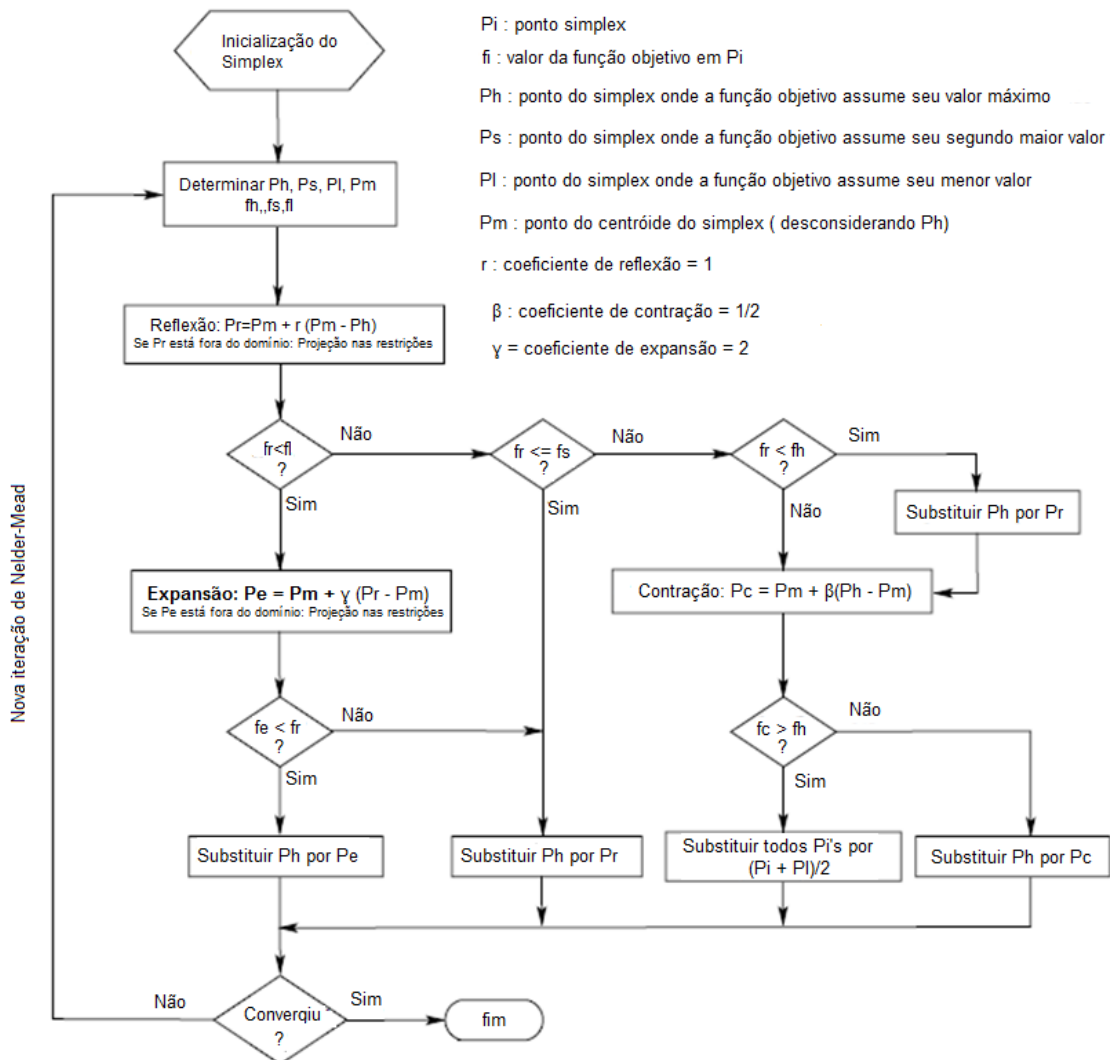 Inicialização do
Simplex
Pi : ponto simplex
fi : valor da função objetivo em Pi
Ph : ponto do simplex onde a função objetivo assume seu valor máximo
Ps : ponto do simplex onde a função objetivo assume seu segundo maior valor
Pl : ponto do simplex onde a função objetivo assume seu menor valor
Pm : ponto do centróide do simplex ( desconsiderando Ph)
r : coeficiente de reflexão = 1
β : coeficiente de contração = 1/2
ɣ = coeficiente de expansão = 2
Determinar Ph, Ps, Pl, Pm
fh,,fs,fl
Reflexão: Pr=Pm + r (Pm - Ph)
Se Pr está fora do domínio: Projeção nas restrições
fr<fl
?
Não
Sim
fr <= fs
?
Não
Sim
fr < fh
?
Sim
Não
Substituir Ph por Pr
Expansão: Pe = Pm + ɣ (Pr - Pm)
Se Pe está fora do domínio: Projeção nas restrições
Contração: Pc = Pm + β(Ph - Pm)
Nova iteração de Nelder-Mead
fe < fr
?
Não
Sim
fc > fh
?
Não
Sim
Substituir Ph por Pe
Substituir Ph por Pr
Substituir todos Pi's por
(Pi + Pl)/2
Substituir Ph por Pc
Converqiu
?
Não
Sim
fim